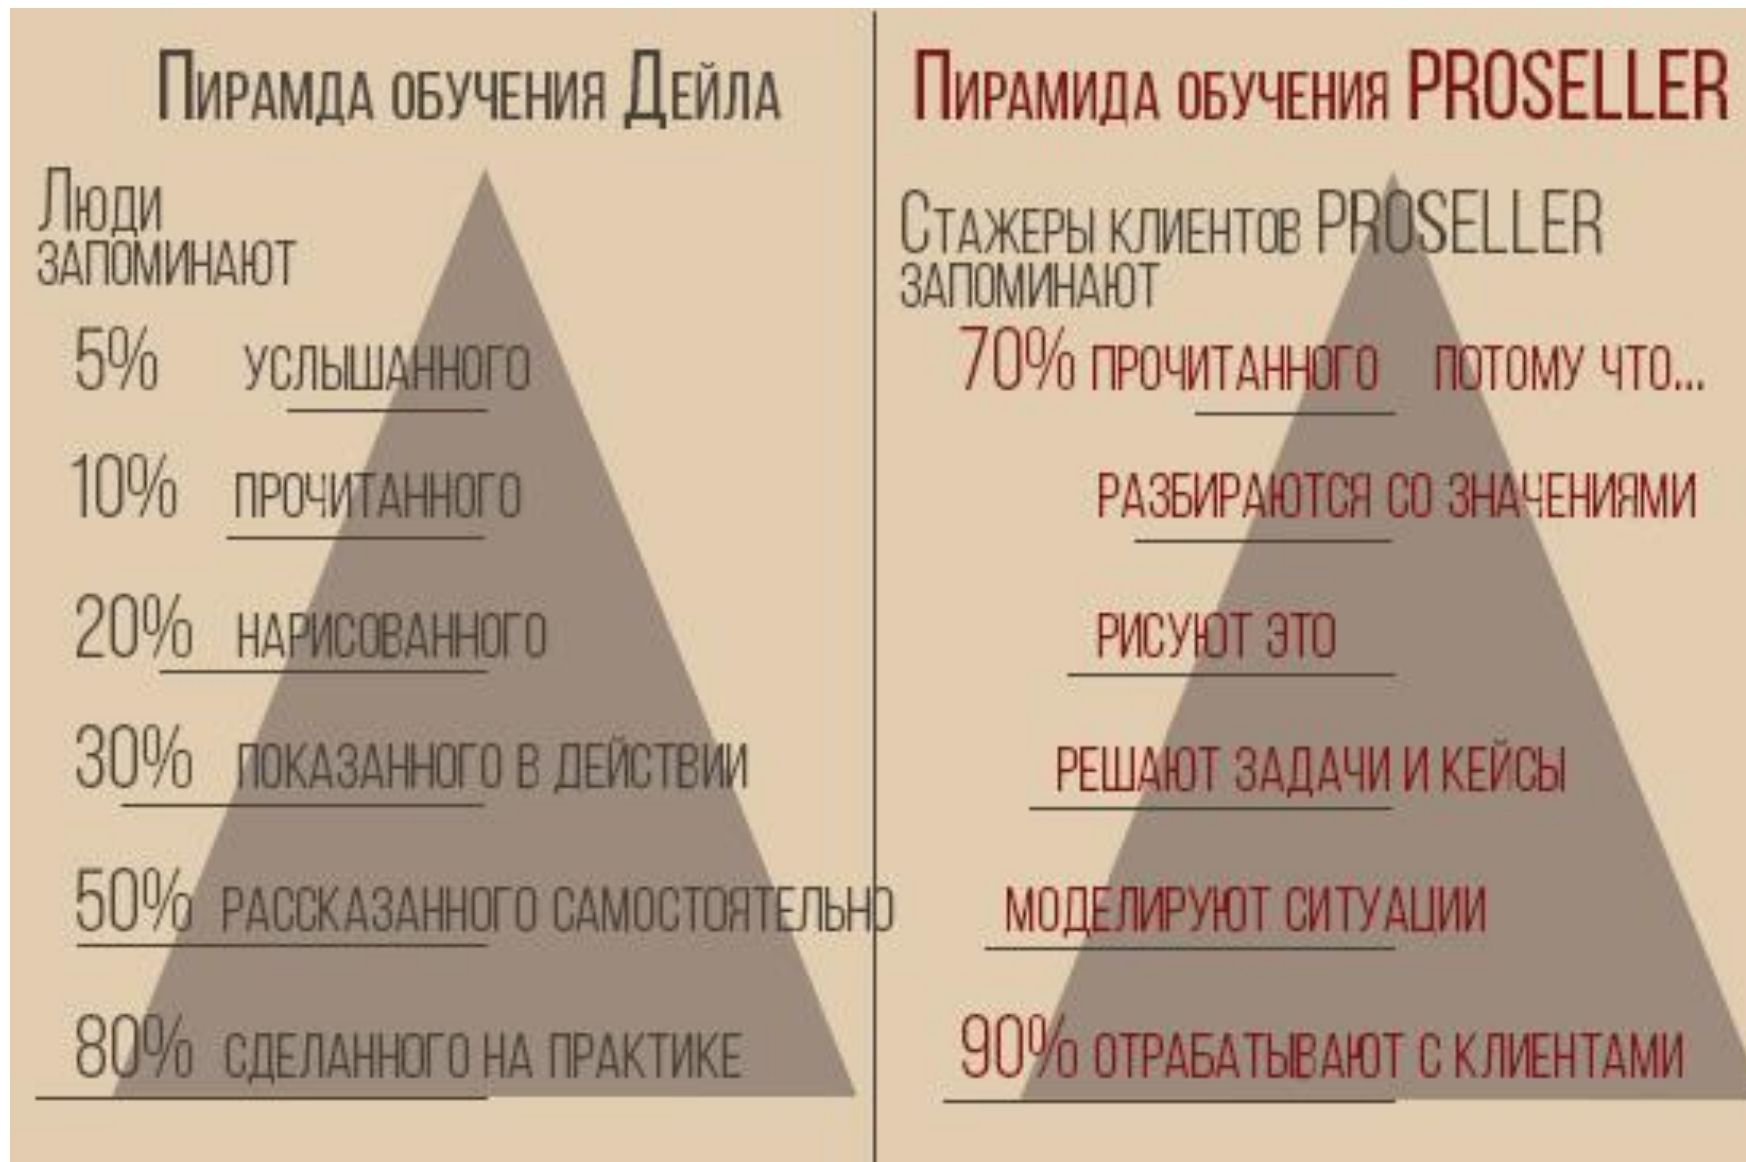 Пирамда обучения Дейла
Люди
запоминают
5% услышанного
10% прочитанного
20% нарисованного
30% показанного в действии
50% рассказанного самостоятельно
80% сделанного на практике
Пирамида обучения PROSELLER
Стажеры клиентов PROSELLER
запоминают
70% прочитанного потому что...
разбираются со значениями
рисуют это
решают задачи и кейсы
моделируют ситуации
90% отрабатывают с клиентами